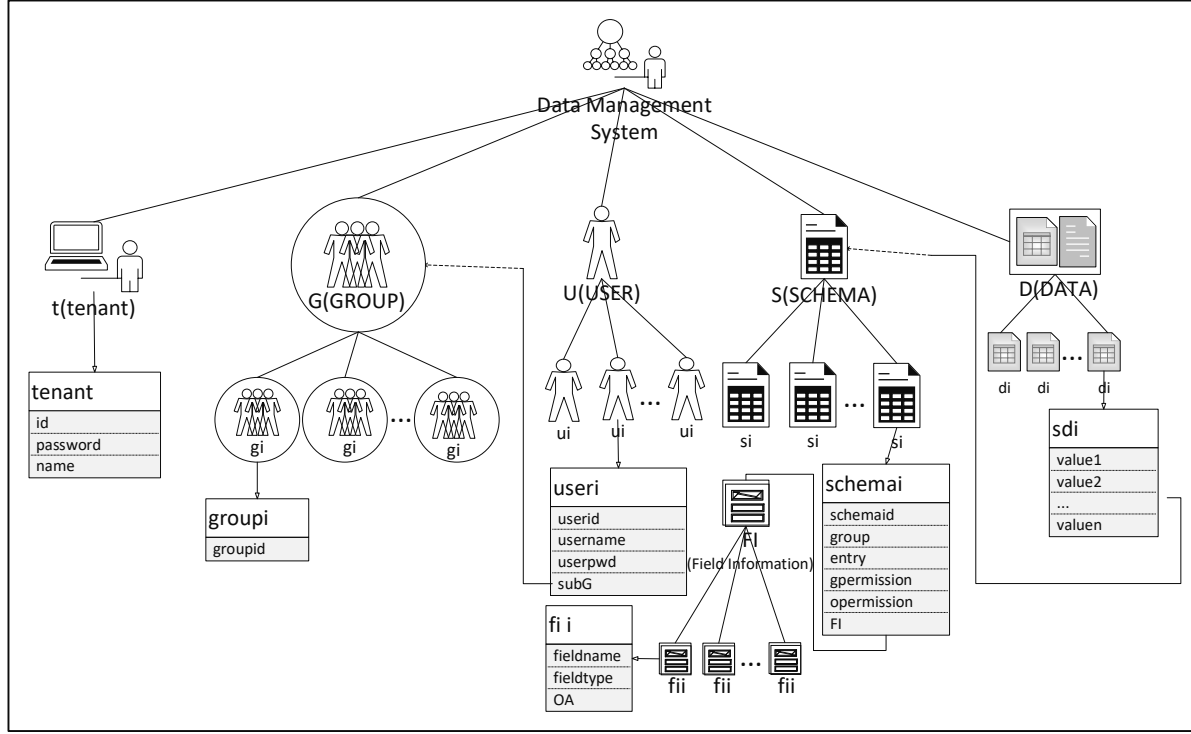 Data Management
System
t(tenant)
G(GROUP)
U(USER)
S(SCHEMA)
D(DATA)
tenant
id
password
name
gi
gi
...
gi
groupi
groupid
ui
ui
...
ui
useri
userid
username
userpwd
subG
si
si
...
si
schemai
schemaid
group
entry
gpermission
opermission
FI
di
di
...
di
sdi
value1
value2
...
valuen
FI
(Field Information)
fii
fii
...
fii
fi i
fieldname
fieldtype
OA